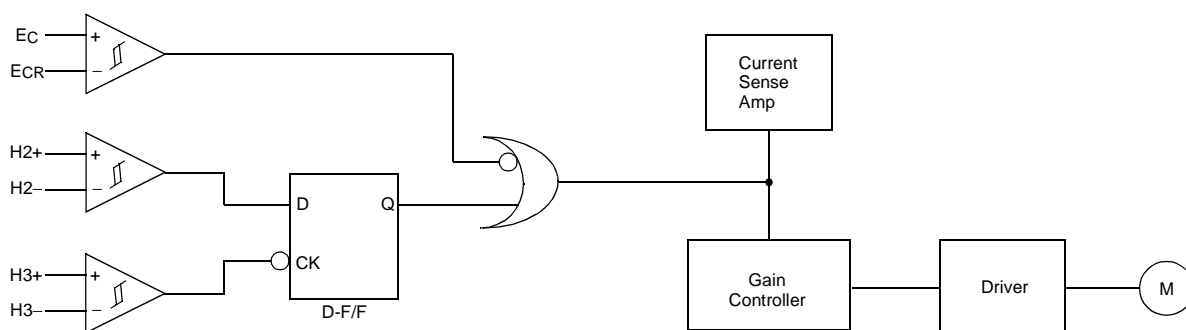 EC
+
ECR
−
H2+
+
H2−
−
D
Q
CK
D-F/F
H3+
+
H3−
−
Current
Sense
Amp
Gain
Controller
Driver
M